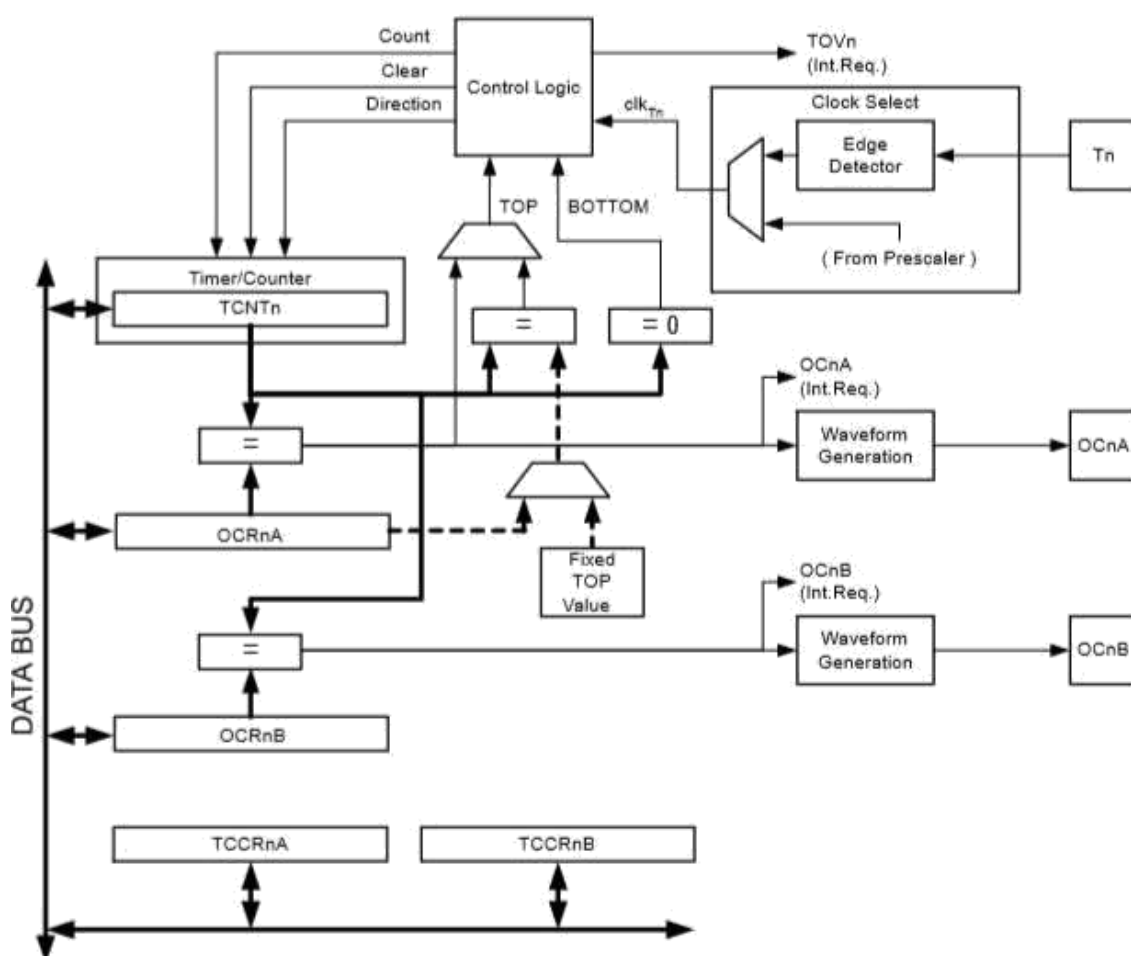 Count
Clear
Direction
Control Logic
TOVn
(Int.Req.)
clkTn
Clock Select
Edge
Detector
Tn
( From Prescaler )
TOP
BOTTOM
Timer/Counter
TCNTn
=
= 0
=
OCnA
(Int.Req.)
Waveform
Generation
OCnA
OCRnA
Fixed
TOP
Value
OCnB
(Int.Req.)
=
Waveform
Generation
OCnB
OCRnB
DATA BUS
TCCRnA
TCCRnB